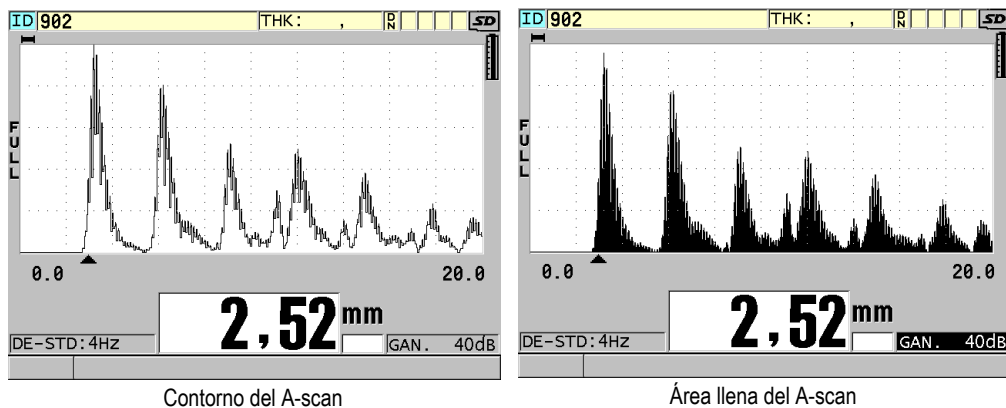 ID 902 THK: , DN SD
FULL
0.0 20.0
2,52 mm
DE-STD:4Hz GAN. 40dB
Contorno del A-scan
ID 902 THK: , DN SD
FULL
0.0 20.0
2,52 mm
DE-STD:4Hz GAN. 40dB
Área llena del A-scan